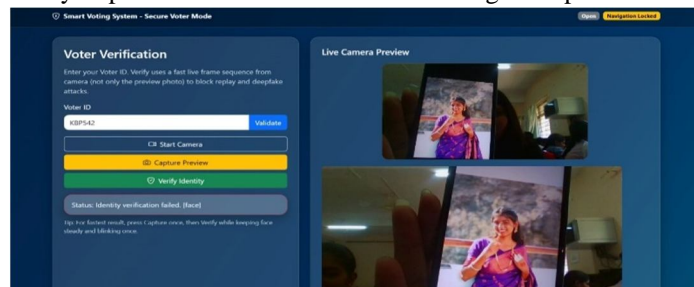 Smart Voting System - Secure Voter Mode
Open
Navigation Locked
Voter Verification
Enter your Voter ID. Verify uses a fast live frame sequence from
camera (not only the preview photo) to block replay and deepfake
attacks.
Voter ID
KBP542
Validate
Start Camera
Capture Preview
Verify Identity
Status: Identity verification failed. [face]
Tip: For fastest result, press Capture once, then Verify while keeping face
steady and blinking once.
Live Camera Preview